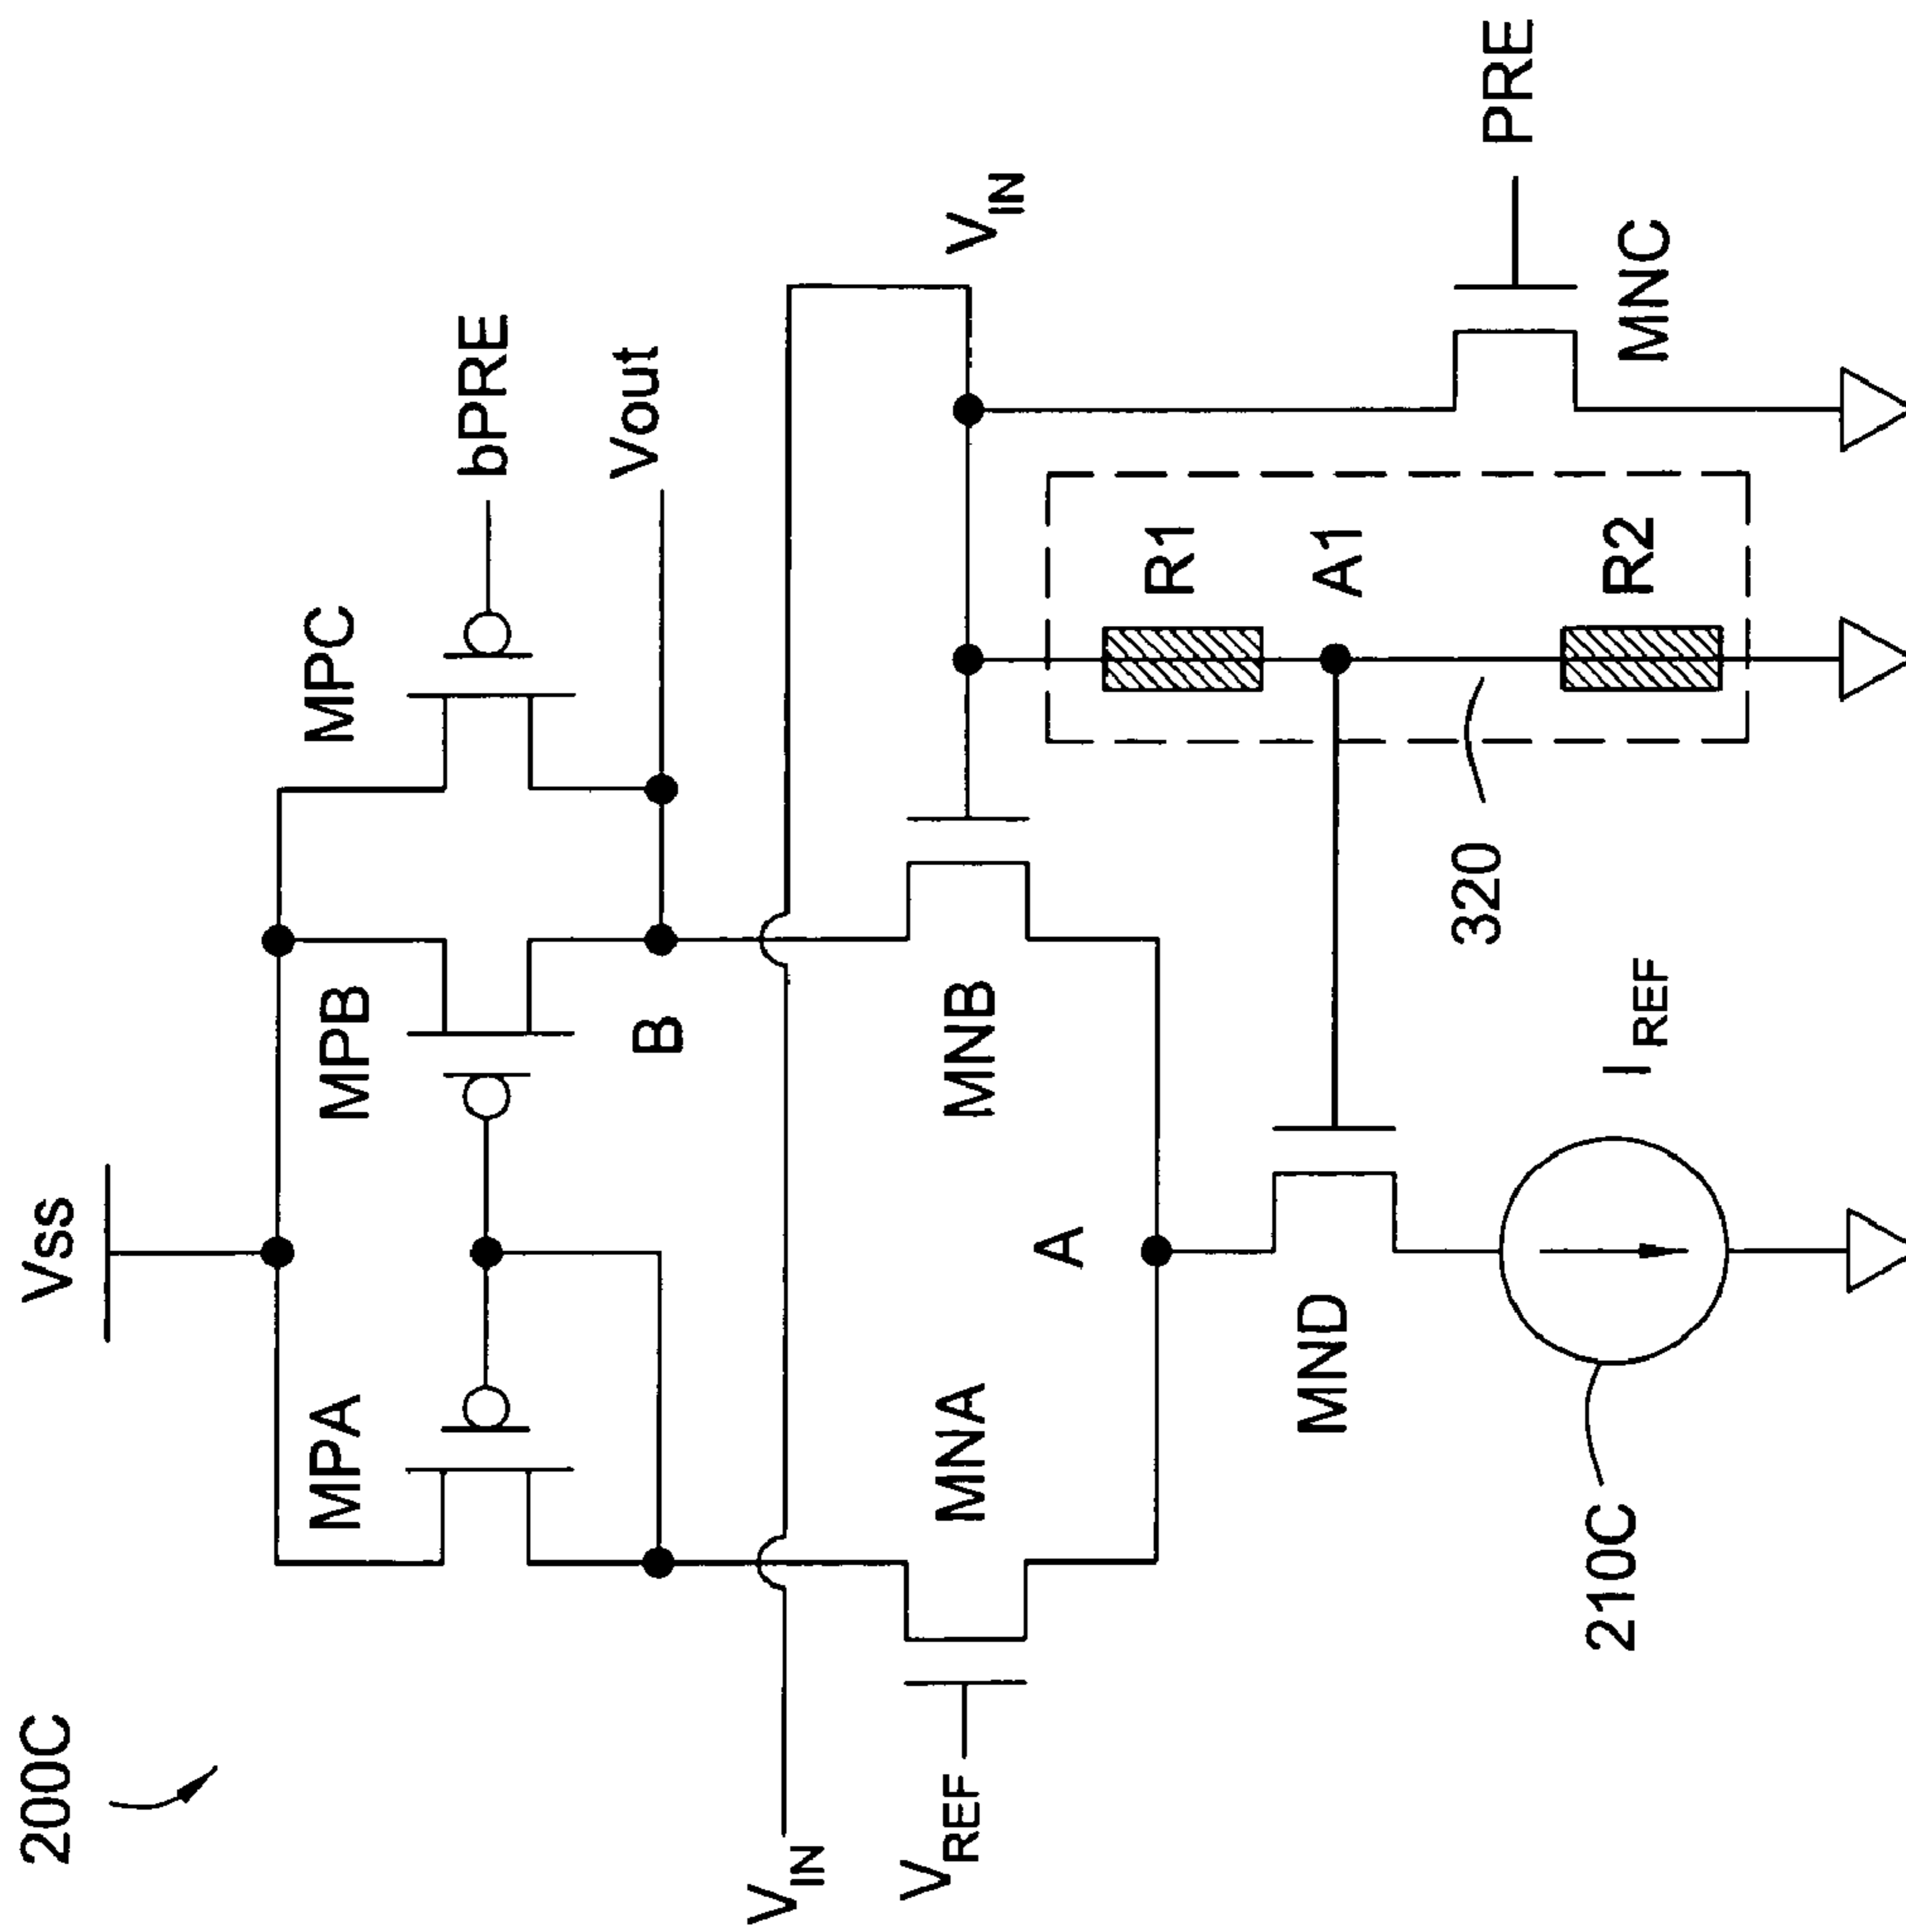 200C
Vss
MPA
MPB
MPC
bPRE
B
Vout
VIN
VREF
MNA
MNB
VIN
A
R1
A1
320
R2
MND
IREF
210C
PRE
MNC